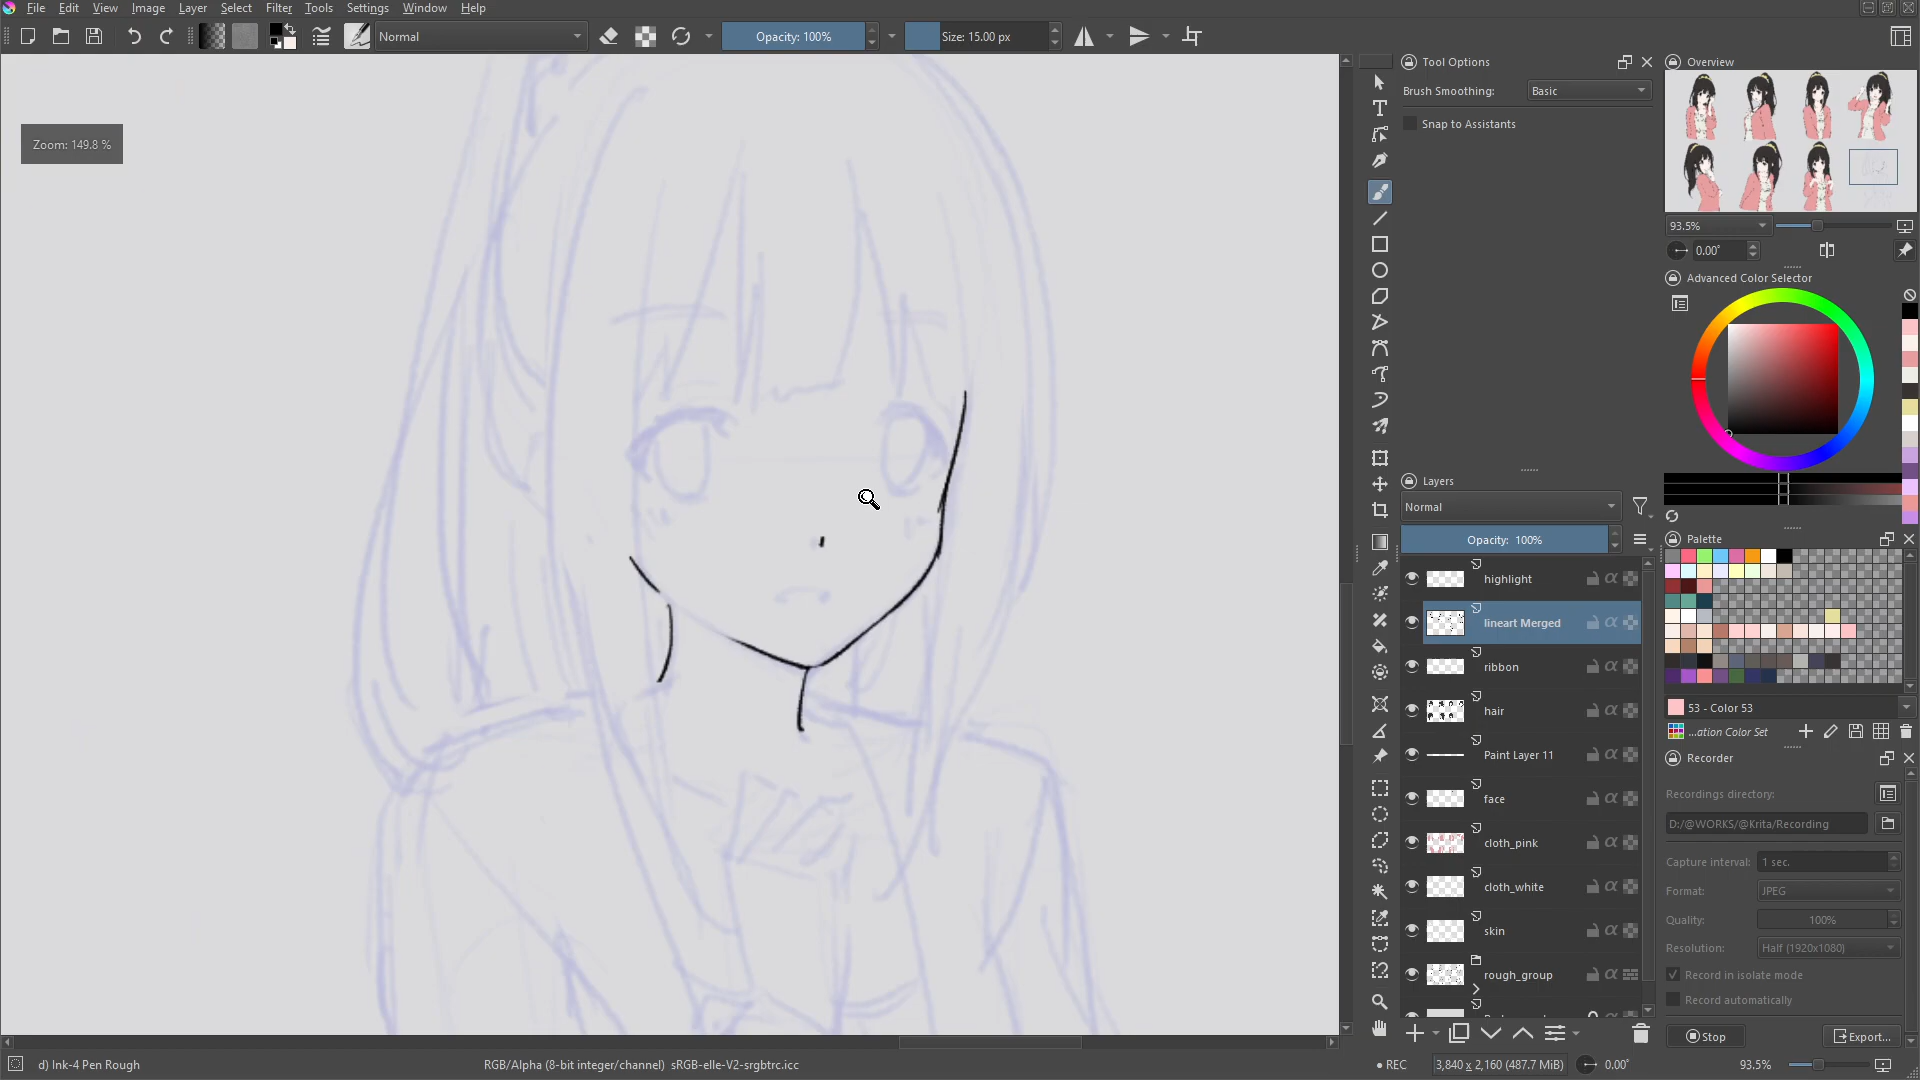 File Edit View Image Layer Select Filter Tools Settings Window Help
Normal
Opacity: 100%
Size: 15.00 px
Zoom: 149.8 %
Tool Options
Brush Smoothing: Basic
Snap to Assistants
Overview
93.5%
0.00°
Advanced Color Selector
Layers
Normal
Opacity: 100%
highlight
lineart Merged
ribbon
hair
Paint Layer 11
face
cloth_pink
cloth_white
skin
rough_group
Palette
53 - Color 53
...ation Color Set
Recorder
Recordings directory:
D:/@WORKS/@Krita/Recording
Capture interval: 1 sec.
Format: JPEG
Quality: 100%
Resolution: Half (1920x1080)
Record in isolate mode
Record automatically
Stop Export...
d) Ink-4 Pen Rough
RGB/Alpha (8-bit integer/channel) sRGB-elle-V2-srgbtrc.icc
• REC
3,840 x 2,160 (487.7 MiB)
0.00°
93.5%